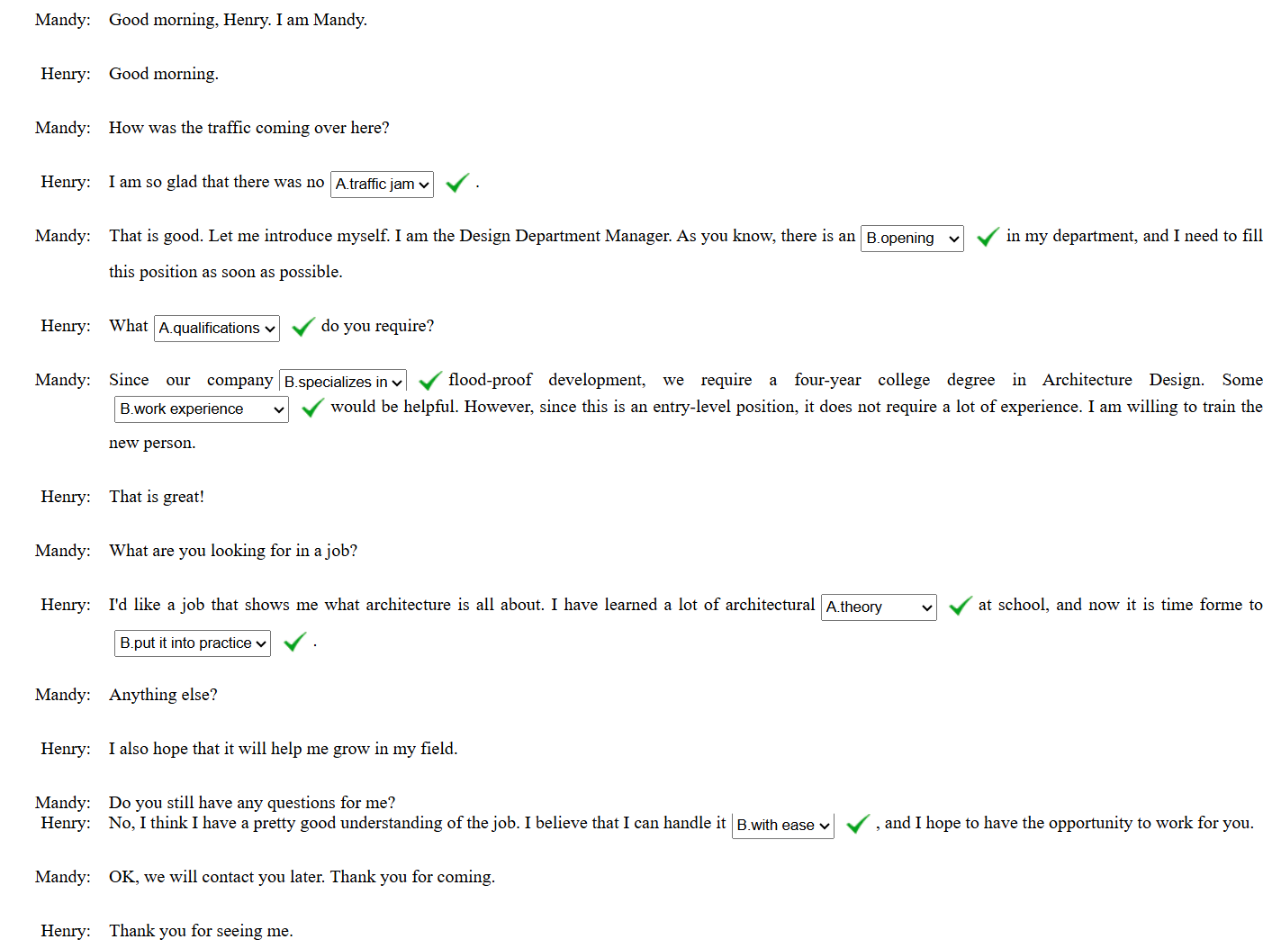 Mandy: Good morning, Henry. I am Mandy.
Henry: Good morning.
Mandy: How was the traffic coming over here?
Henry: I am so glad that there was no A.traffic jam .
Mandy: That is good. Let me introduce myself. I am the Design Department Manager. As you know, there is an B.opening in my department, and I need to fill
this position as soon as possible.
Henry: What A.qualifications do you require?
Mandy: Since our company B.specializes in flood-proof development, we require a four-year college degree in Architecture Design. Some
B.work experience would be helpful. However, since this is an entry-level position, it does not require a lot of experience. I am willing to train the
new person.
Henry: That is great!
Mandy: What are you looking for in a job?
Henry: I'd like a job that shows me what architecture is all about. I have learned a lot of architectural A.theory at school, and now it is time forme to
B.put it into practice .
Mandy: Anything else?
Henry: I also hope that it will help me grow in my field.
Mandy: Do you still have any questions for me?
Henry: No, I think I have a pretty good understanding of the job. I believe that I can handle it B.with ease , and I hope to have the opportunity to work for you.
Mandy: OK, we will contact you later. Thank you for coming.
Henry: Thank you for seeing me.